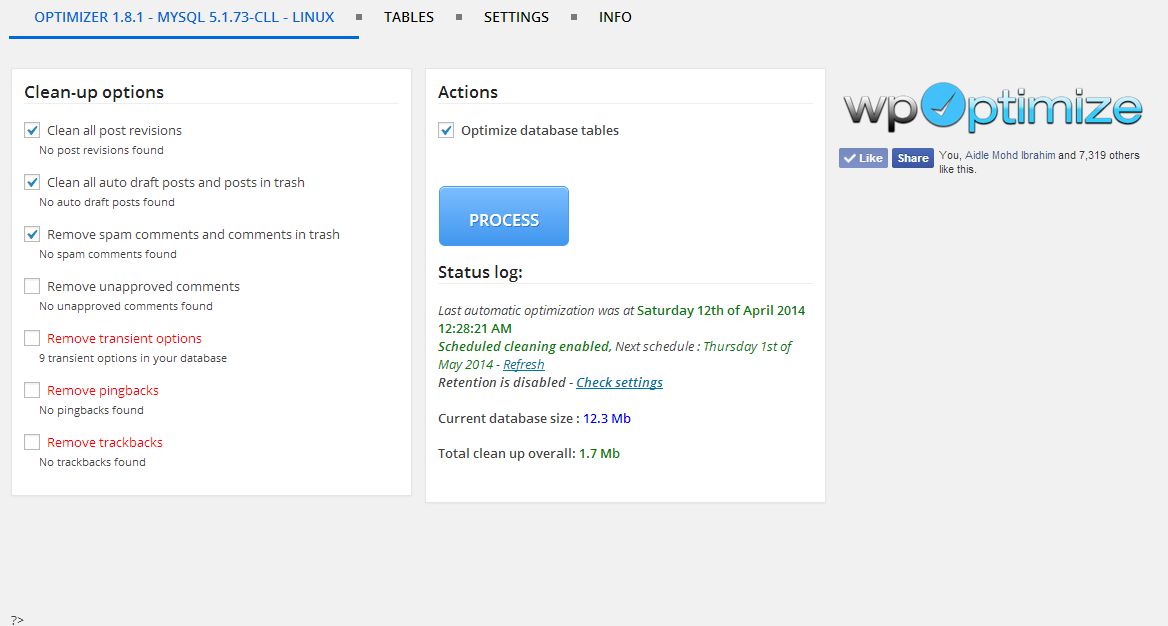 OPTIMIZER 1.8.1 - MYSQL 5.1.73-CLL - LINUX TABLES SETTINGS INFO
Clean-up options
Clean all post revisions
No post revisions found
Clean all auto draft posts and posts in trash
No auto draft posts found
Remove spam comments and comments in trash
No spam comments found
Remove unapproved comments
No unapproved comments found
Remove transient options
9 transient options in your database
Remove pingbacks
No pingbacks found
Remove trackbacks
No trackbacks found
Actions
Optimize database tables
PROCESS
Status log:
Last automatic optimization was at Saturday 12th of April 2014
12:28:21 AM
Scheduled cleaning enabled, Next schedule : Thursday 1st of
May 2014 - Refresh
Retention is disabled - Check settings
Current database size : 12.3 Mb
Total clean up overall: 1.7 Mb
wpOptimize
Like Share You, Aidle Mohd Ibrahim and 7,319 others
like this.
?>